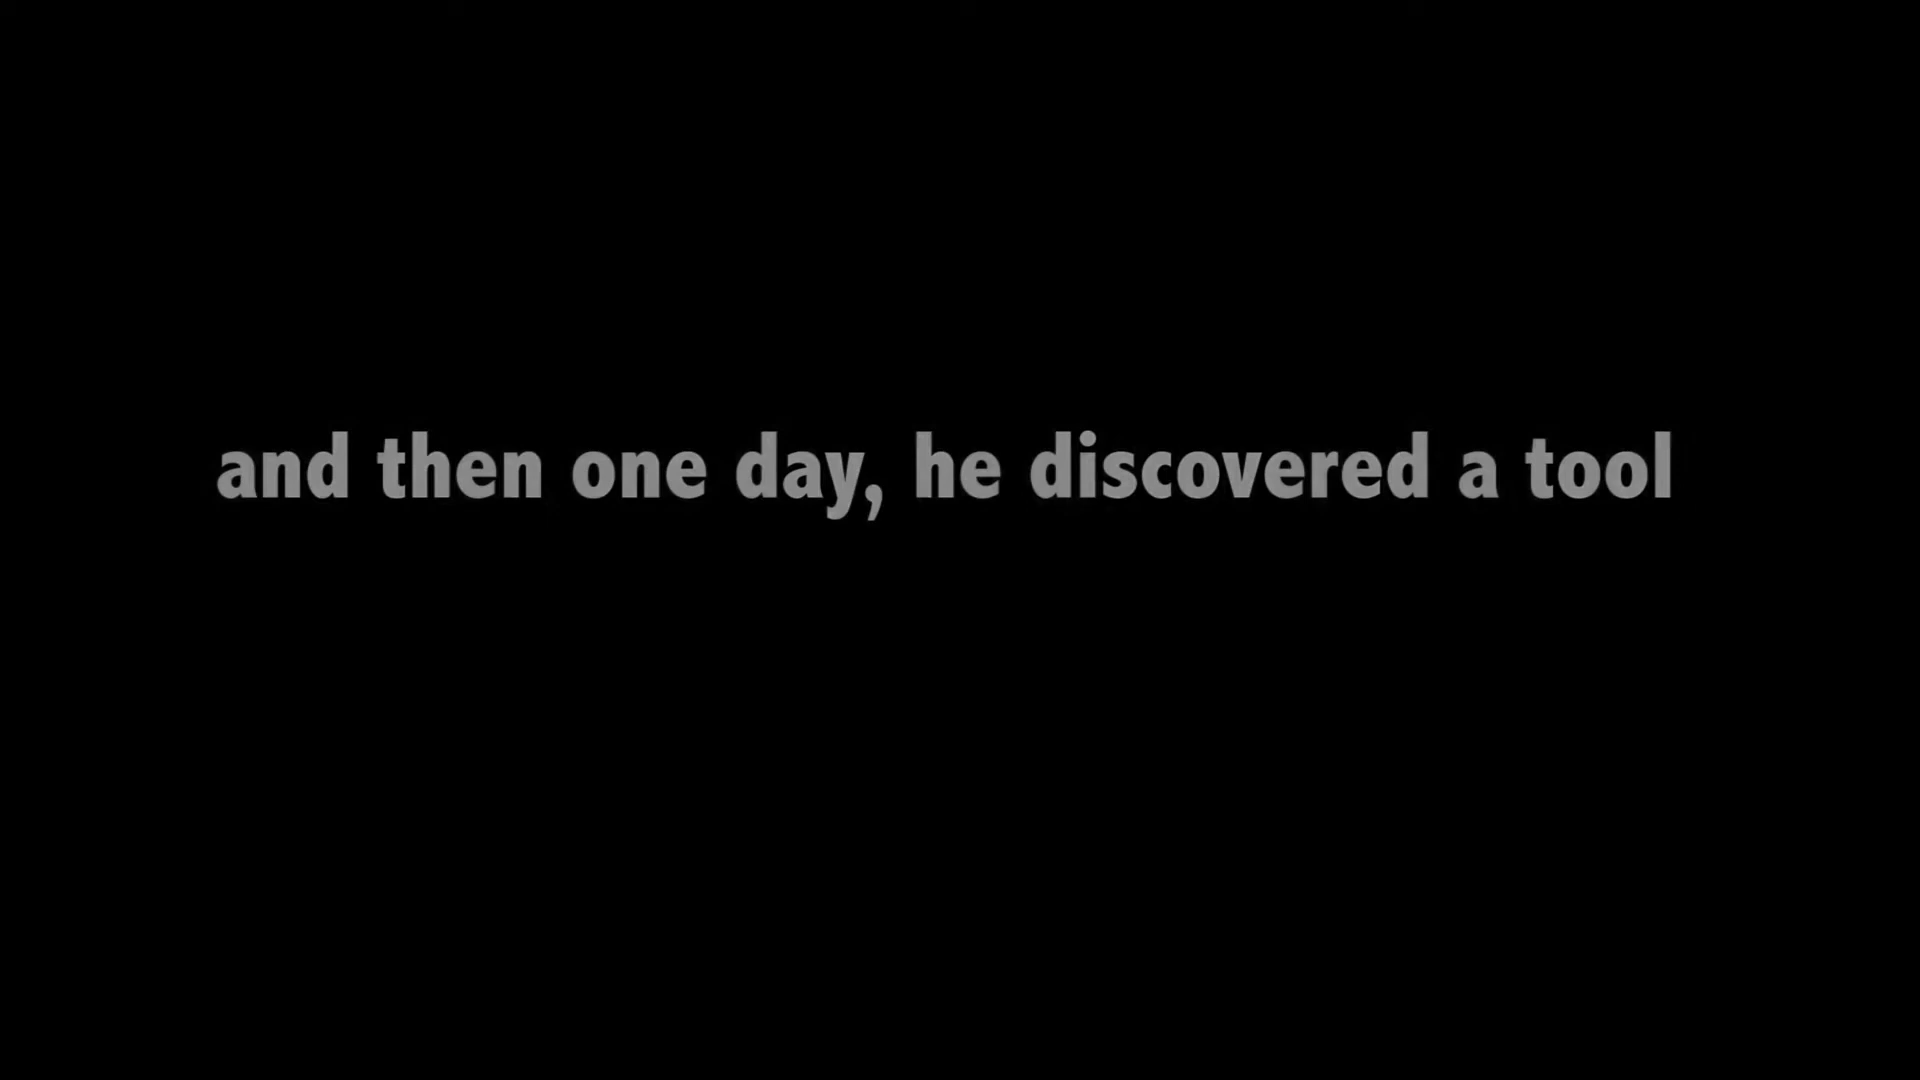 and then one day, he discovered a tool